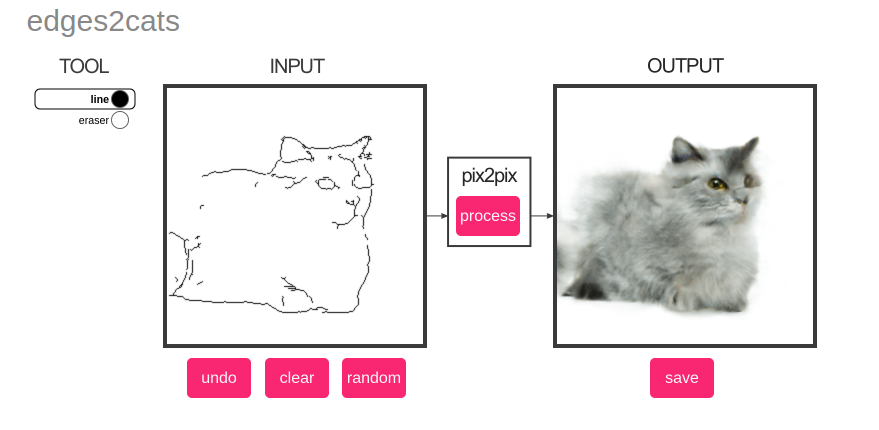 edges2cats
TOOL
line
eraser
INPUT
undo
clear
random
pix2pix
process
OUTPUT
save